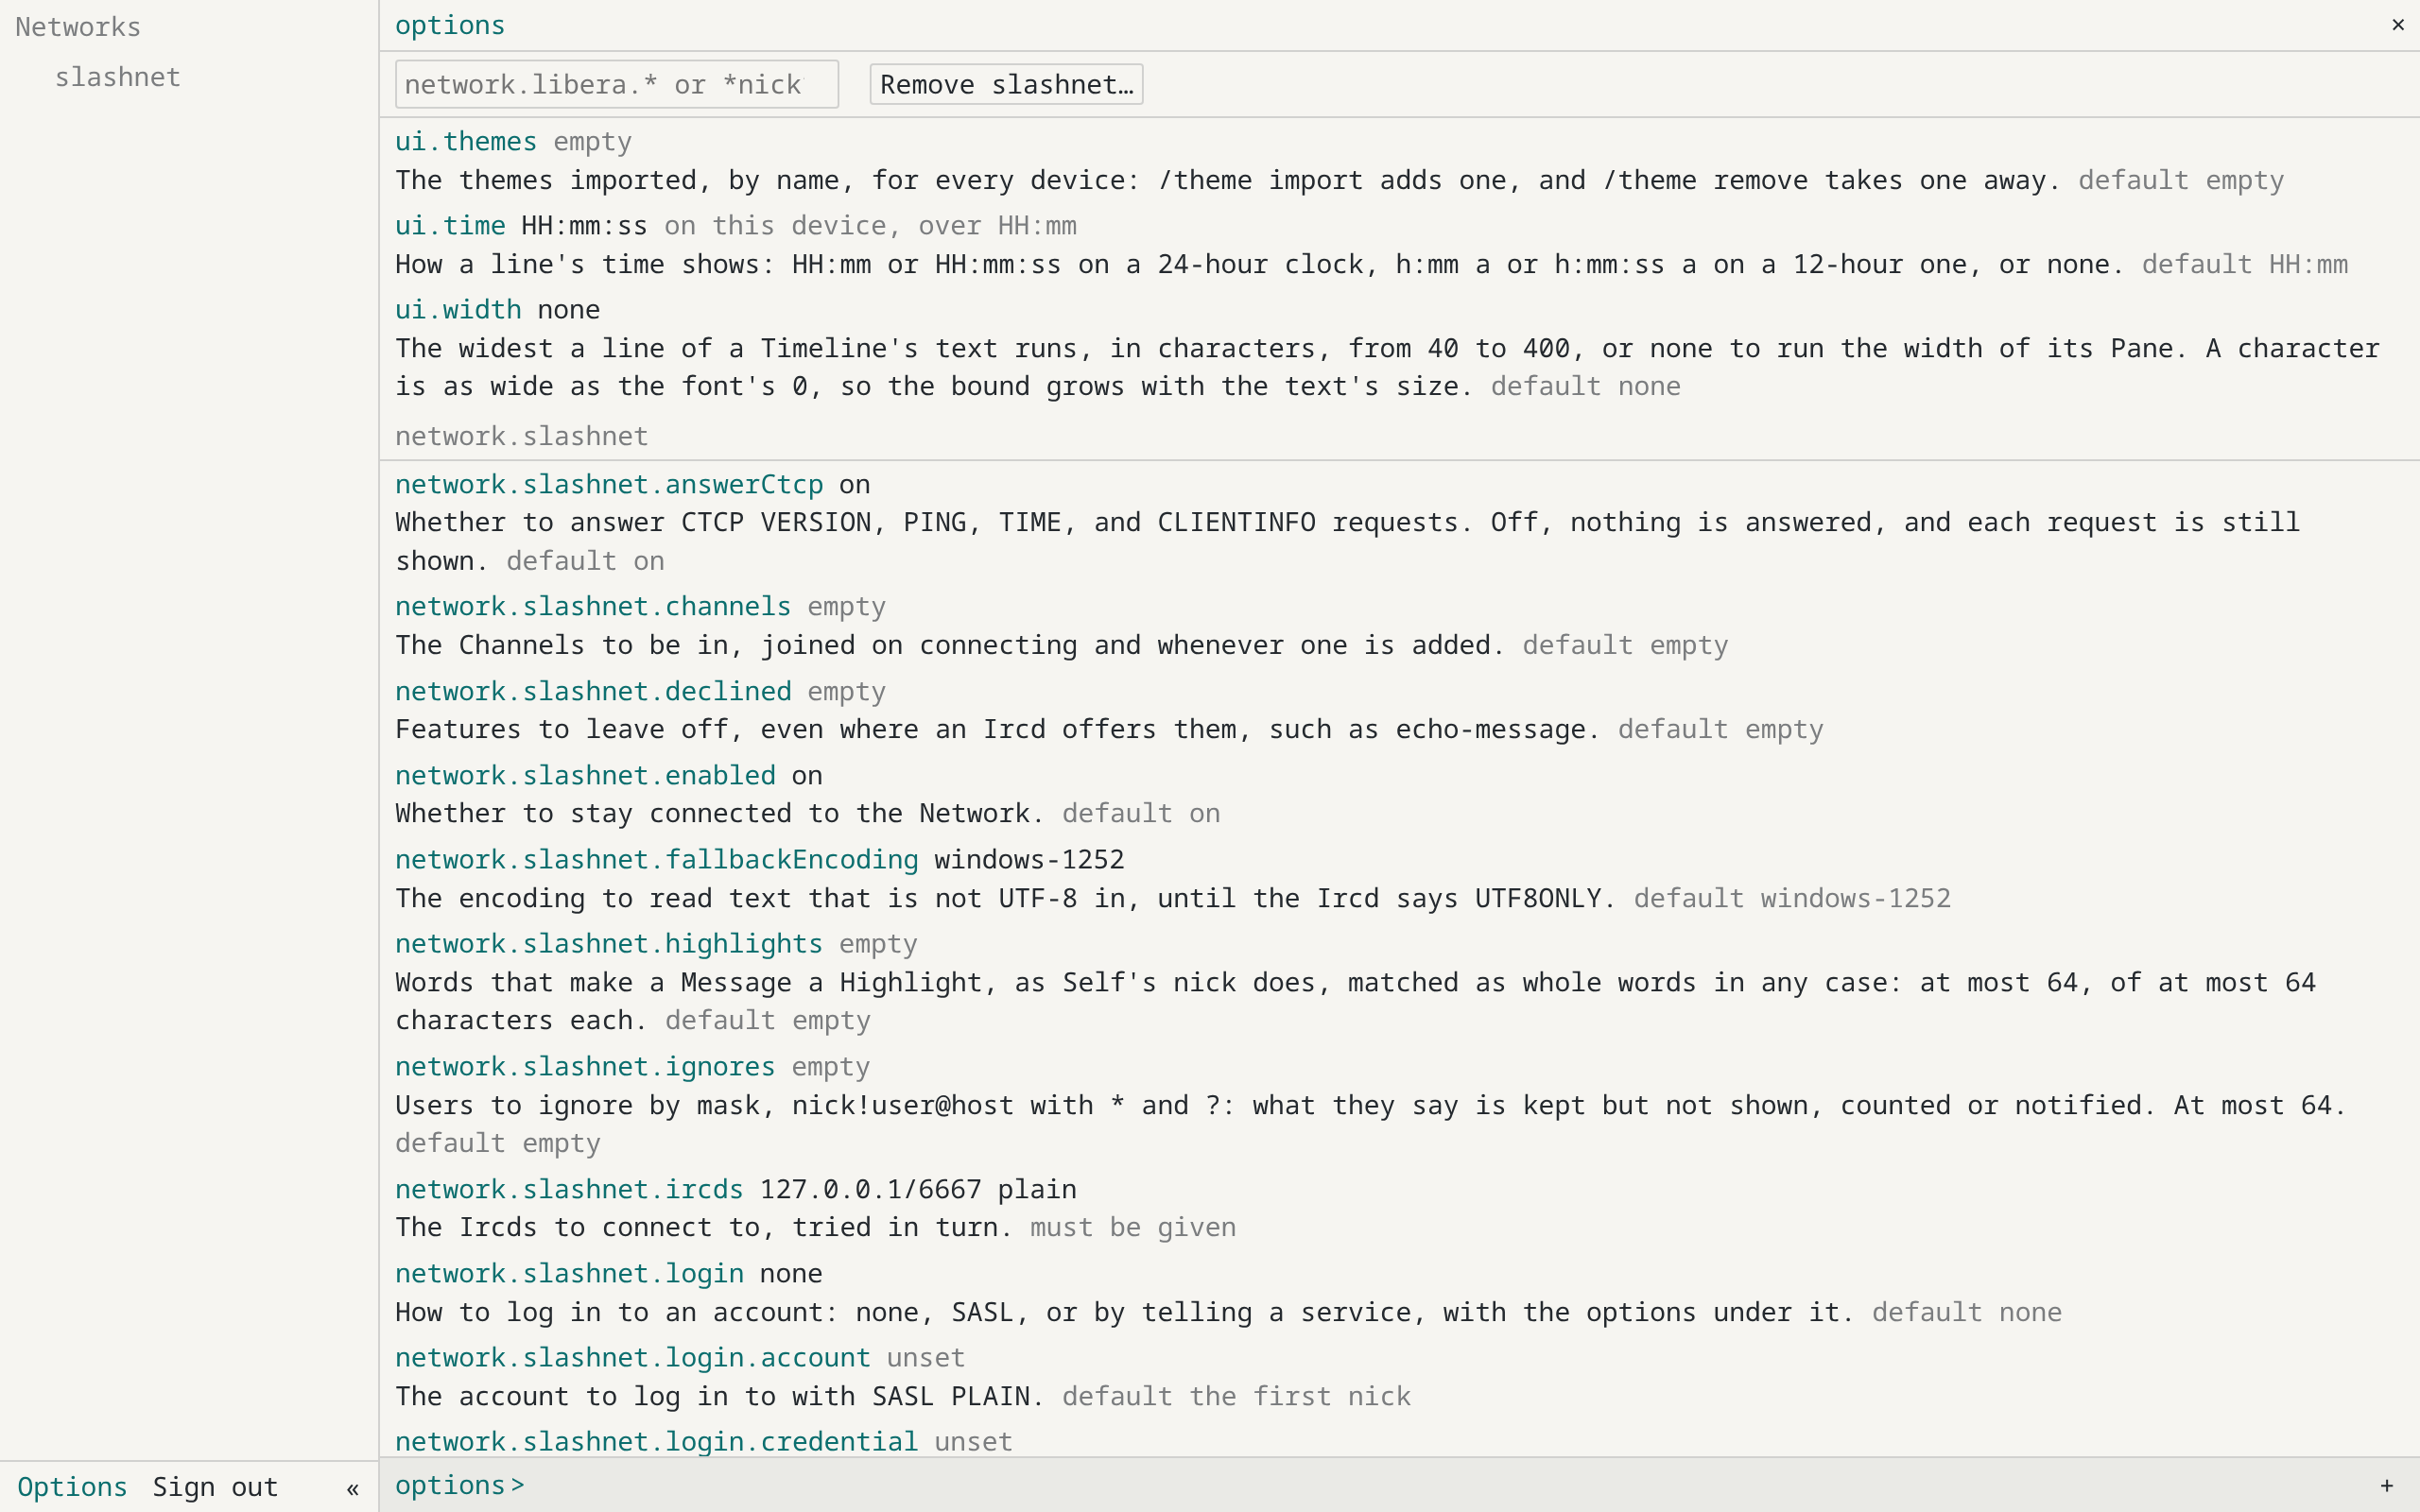 Networks
slashnet
options ×
network.libera.* or *nick Remove slashnet…
ui.themes empty
The themes imported, by name, for every device: /theme import adds one, and /theme remove takes one away. default empty
ui.time HH:mm:ss on this device, over HH:mm
How a line's time shows: HH:mm or HH:mm:ss on a 24-hour clock, h:mm a or h:mm:ss a on a 12-hour one, or none. default HH:mm
ui.width none
The widest a line of a Timeline's text runs, in characters, from 40 to 400, or none to run the width of its Pane. A character
is as wide as the font's 0, so the bound grows with the text's size. default none
network.slashnet
network.slashnet.answerCtcp on
Whether to answer CTCP VERSION, PING, TIME, and CLIENTINFO requests. Off, nothing is answered, and each request is still
shown. default on
network.slashnet.channels empty
The Channels to be in, joined on connecting and whenever one is added. default empty
network.slashnet.declined empty
Features to leave off, even where an Ircd offers them, such as echo-message. default empty
network.slashnet.enabled on
Whether to stay connected to the Network. default on
network.slashnet.fallbackEncoding windows-1252
The encoding to read text that is not UTF-8 in, until the Ircd says UTF8ONLY. default windows-1252
network.slashnet.highlights empty
Words that make a Message a Highlight, as Self's nick does, matched as whole words in any case: at most 64, of at most 64
characters each. default empty
network.slashnet.ignores empty
Users to ignore by mask, nick!user@host with * and ?: what they say is kept but not shown, counted or notified. At most 64.
default empty
network.slashnet.ircds 127.0.0.1/6667 plain
The Ircds to connect to, tried in turn. must be given
network.slashnet.login none
How to log in to an account: none, SASL, or by telling a service, with the options under it. default none
network.slashnet.login.account unset
The account to log in to with SASL PLAIN. default the first nick
network.slashnet.login.credential unset
Options Sign out «
options> +